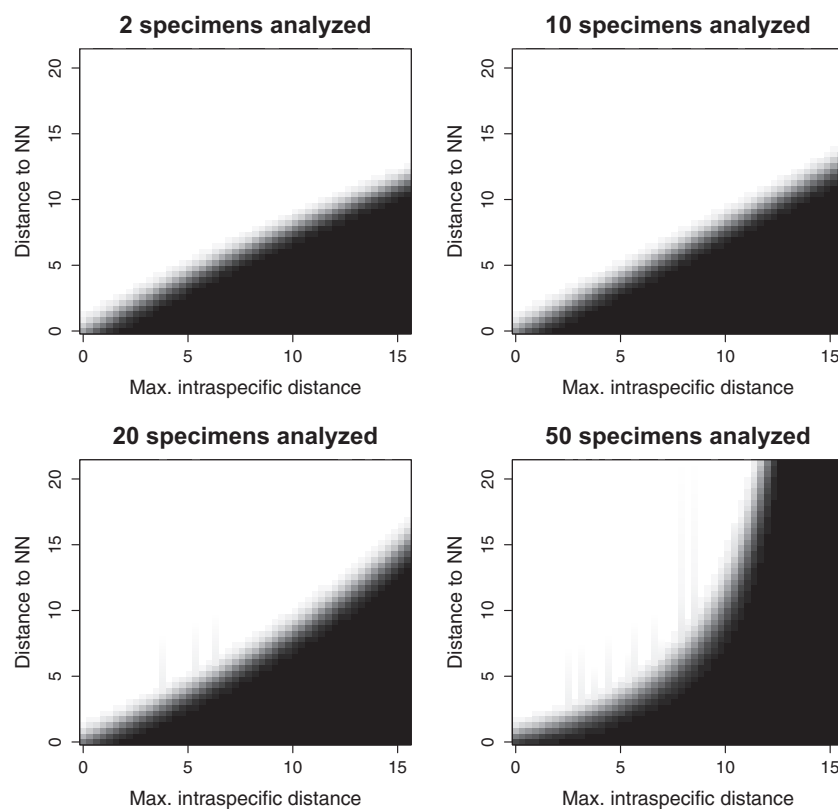 2 specimens analyzed
20
15
10
5
0
Distance to NN
0 5 10 15
Max. intraspecific distance
10 specimens analyzed
20
15
10
5
0
Distance to NN
0 5 10 15
Max. intraspecific distance
20 specimens analyzed
20
15
10
5
0
Distance to NN
0 5 10 15
Max. intraspecific distance
50 specimens analyzed
20
15
10
5
0
Distance to NN
0 5 10 15
Max. intraspecific distance